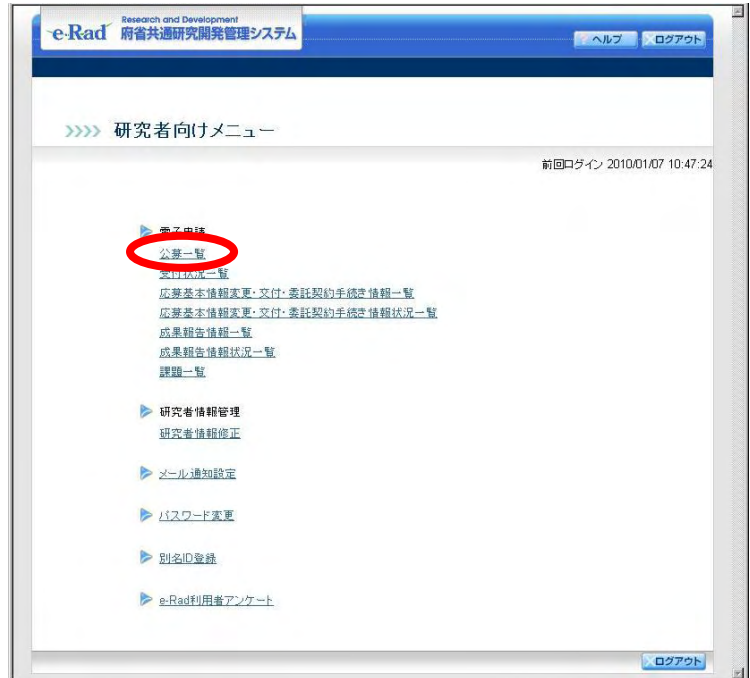 e-Rad
Research and Development
府省共通研究開発管理システム
ヘルプ
ログアウト
研究者向けメニュー
前回ログイン 2010/01/07 10:47:24
電子申請
公募一覧
受付状況一覧
応募基本情報変更・交付・委託契約手続き情報一覧
応募基本情報変更・交付・委託契約手続き情報状況一覧
成果報告情報一覧
成果報告情報状況一覧
課題一覧
研究者情報管理
研究者情報修正
メール通知設定
パスワード変更
別名ID登録
e-Rad利用者アンケート
ログアウト